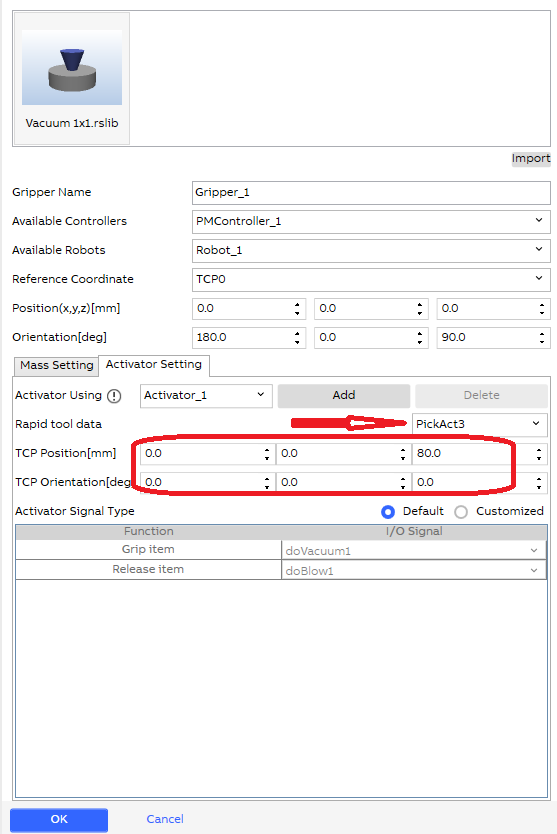 Vacuum 1x1.rslib
Import
Gripper Name Gripper_1
Available Controllers PMController_1
Available Robots Robot_1
Reference Coordinate TCP0
Position(x,y,z)[mm] 0.0 0.0 0.0
Orientation[deg] 180.0 0.0 90.0
Mass Setting Activator Setting
Activator Using Activator_1 Add Delete
Rapid tool data PickAct3
TCP Position[mm] 0.0 0.0 80.0
TCP Orientation[deg 0.0 0.0 0.0
Activator Signal Type Default Customized
Function I/O Signal
Grip item doVacuum1
Release item doBlow1
OK Cancel